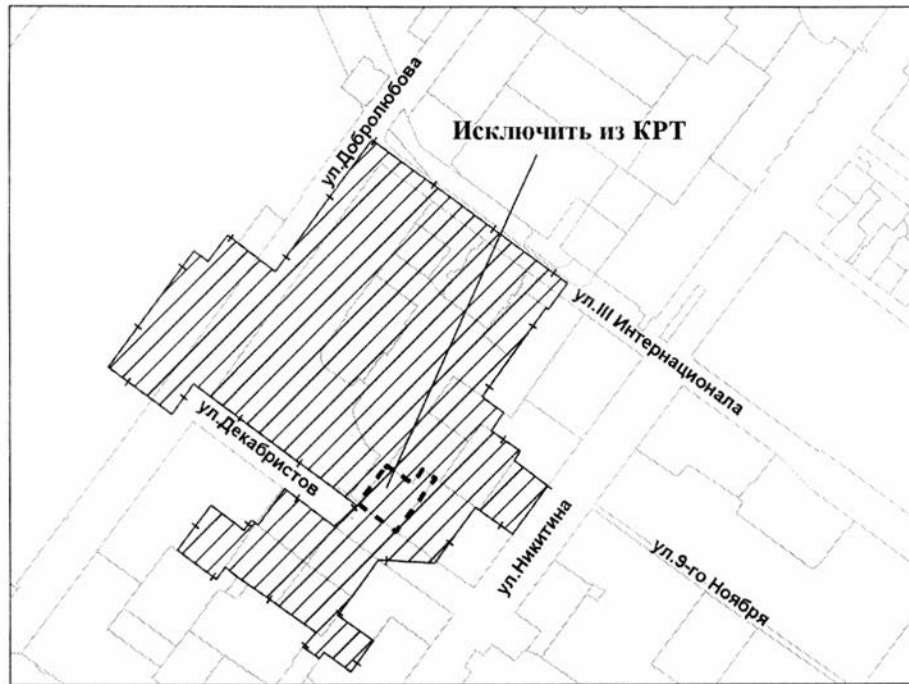 ул.Добролюбова
Исключить из КРТ
ул.III Интернационала
ул.Декабристов
ул.Никитина
ул.9-го Ноября